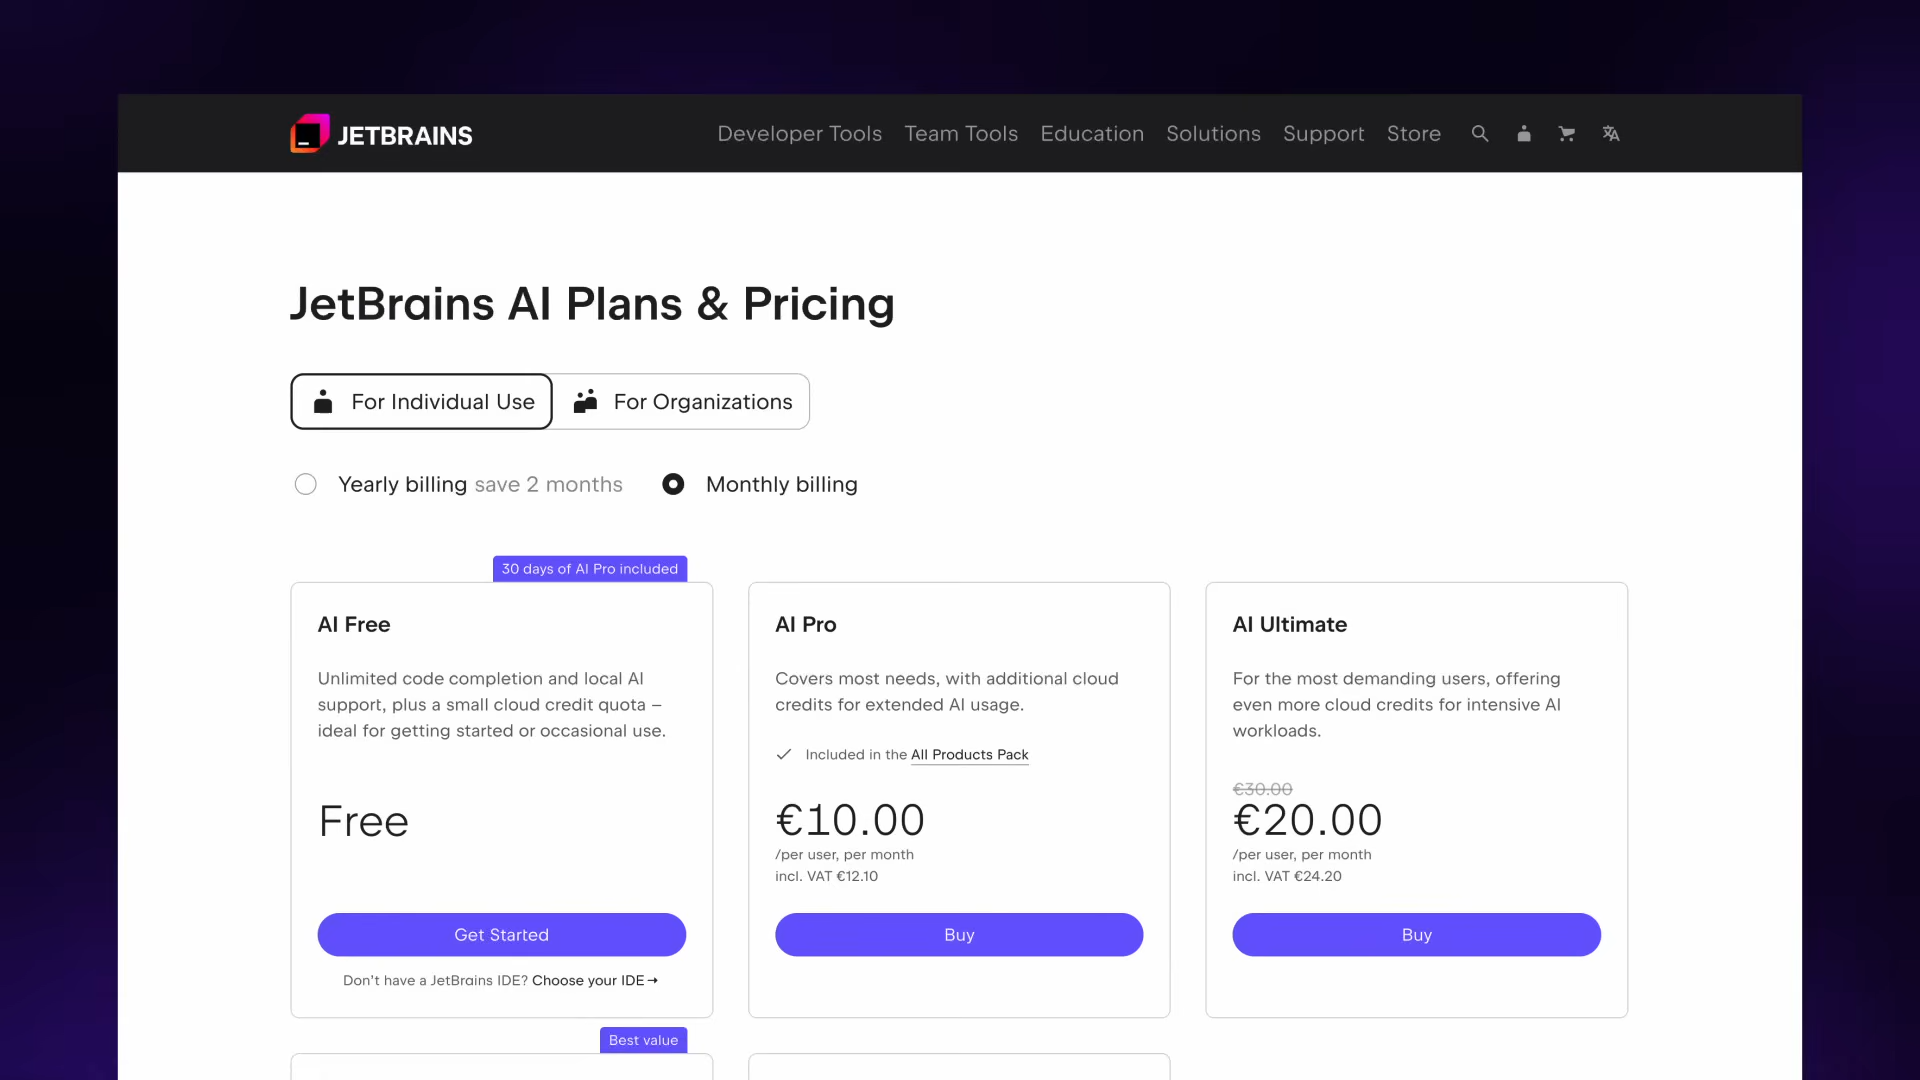 JETBRAINS
Developer Tools
Team Tools
Education
Solutions
Support
Store
JetBrains AI Plans & Pricing
For Individual Use
For Organizations
Yearly billing save 2 months
Monthly billing
30 days of AI Pro included
AI Free
Unlimited code completion and local AI
support, plus a small cloud credit quota –
ideal for getting started or occasional use.
Free
Get Started
Don't have a JetBrains IDE? Choose your IDE→
AI Pro
Covers most needs, with additional cloud
credits for extended AI usage.
Included in the All Products Pack
€10.00
/per user, per month
incl. VAT €12.10
Buy
AI Ultimate
For the most demanding users, offering
even more cloud credits for intensive AI
workloads.
€30.00
€20.00
/per user, per month
incl. VAT €24.20
Buy
Best value